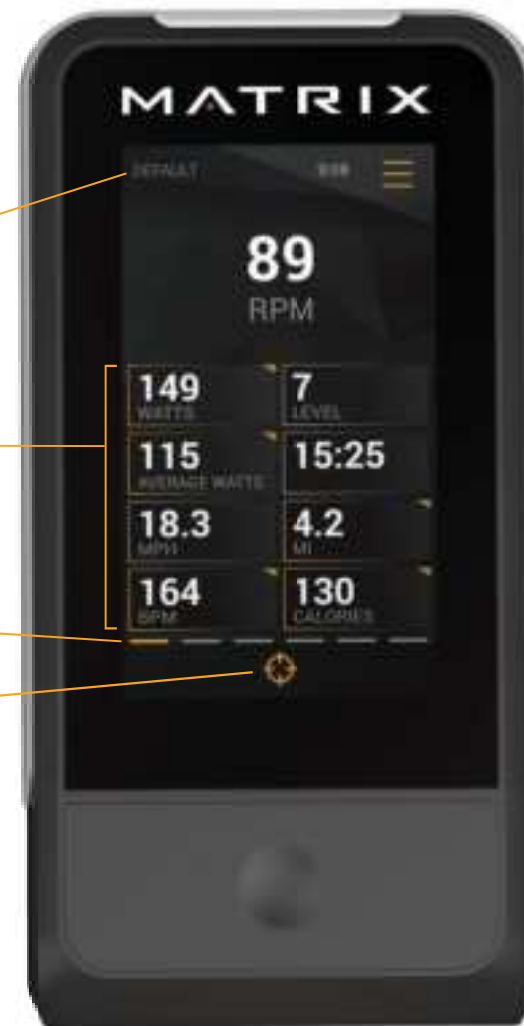 MATRIX
DEFAULT
89
RPM
149
WATTS
7
LEVEL
115
AVERAGE WATTS
15:25
18.3
MPH
4.2
MI
164
BPM
130
CALORIES